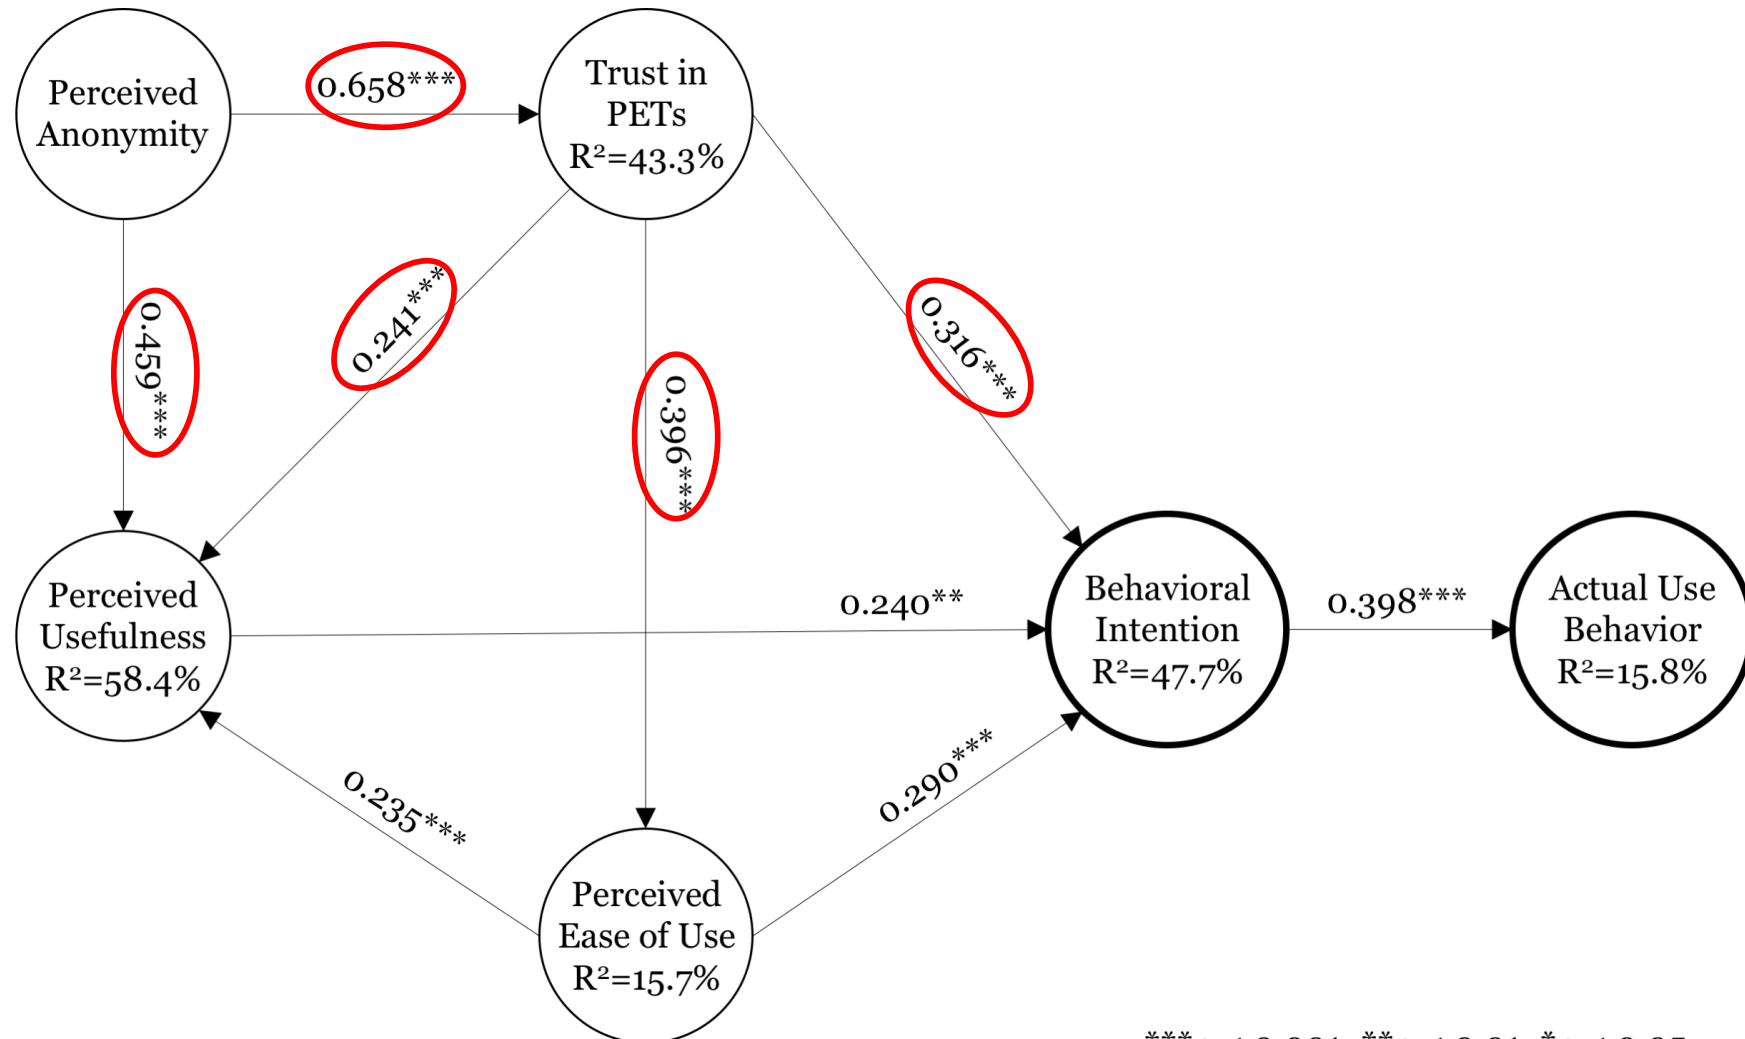 Perceived
Anonymity
0.658***
Trust in
PETs
R²=43.3%
0.459***
0.241***
0.396***
0.316***
Perceived
Usefulness
R²=58.4%
0.240**
Behavioral
Intention
R²=47.7%
0.398***
Actual Use
Behavior
R²=15.8%
0.235***
0.290***
Perceived
Ease of Use
R²=15.7%